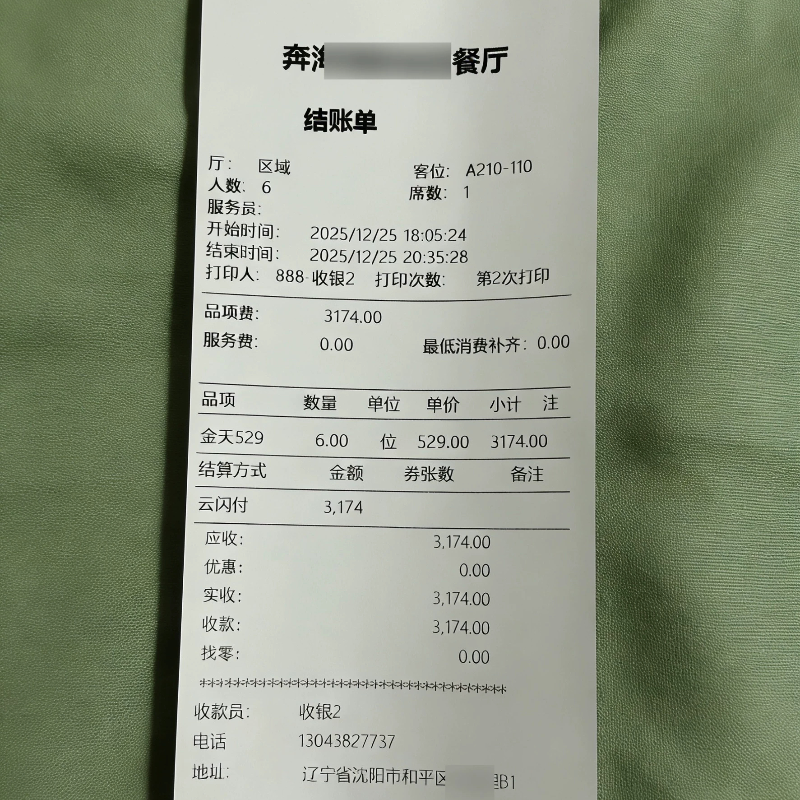 奔 餐厅
结账单
厅: 区域 客位: A210-110
人数: 6 席数: 1
服务员:
开始时间: 2025/12/25 18:05:24
结束时间: 2025/12/25 20:35:28
打印人: 888-收银2 打印次数: 第2次打印
品项费: 3174.00
服务费: 0.00 最低消费补齐: 0.00
品项 数量 单位 单价 小计 注
金天529 6.00 位 529.00 3174.00
结算方式 金额 券张数 备注
云闪付 3,174
应收: 3,174.00
优惠: 0.00
实收: 3,174.00
收款: 3,174.00
找零: 0.00
收款员: 收银2
电话 13043827737
地址: 辽宁省沈阳市和平区 B1